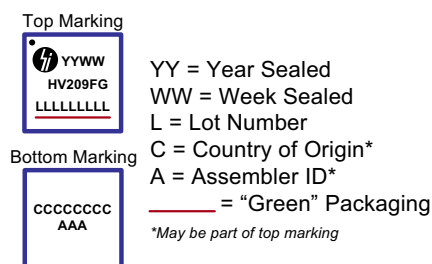 Top Marking
YYWW
HV209FG
LLLLLLLLL
Bottom Marking
CCCCCCCC
AAA
YY = Year Sealed
WW = Week Sealed
L = Lot Number
C = Country of Origin*
A = Assembler ID*
= “Green” Packaging
*May be part of top marking